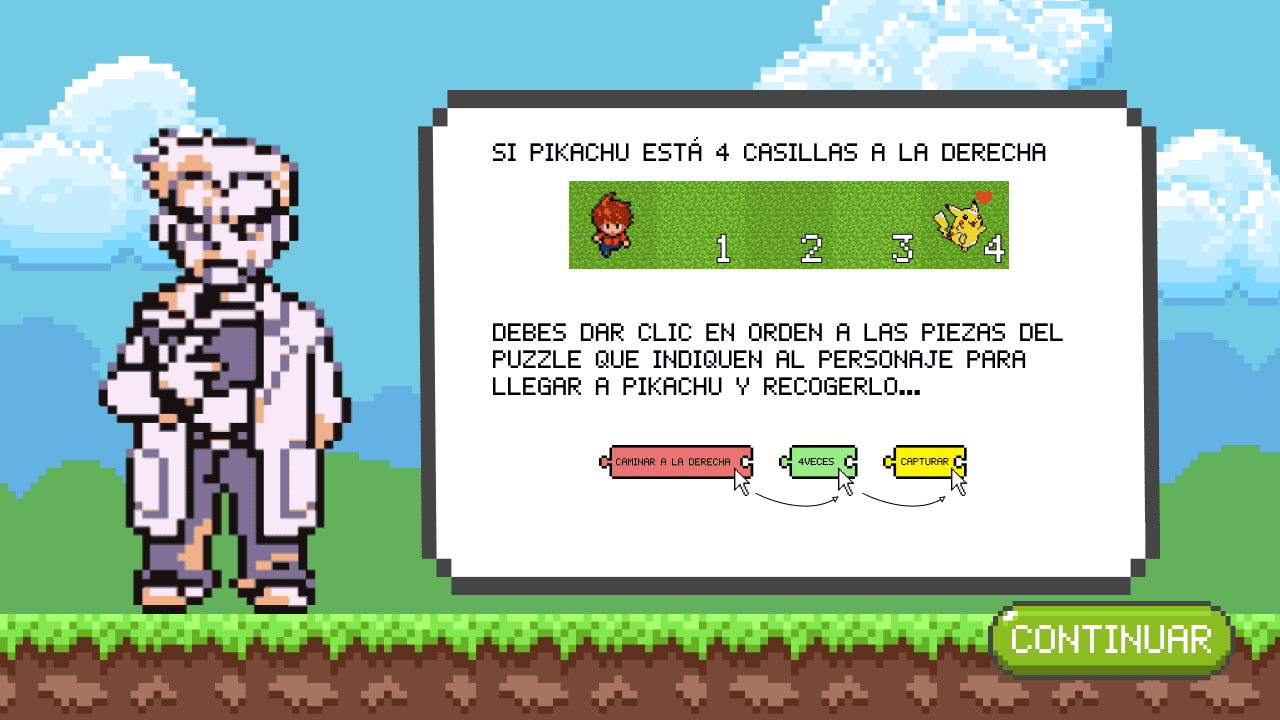 SI PIKACHU ESTÁ 4 CASILLAS A LA DERECHA
1 2 3 4
DEBES DAR CLIC EN ORDEN A LAS PIEZAS DEL
PUZZLE QUE INDIQUEN AL PERSONAJE PARA
LLEGAR A PIKACHU Y RECOGERLO...
CAMINAR A LA DERECHA 4VECES CAPTURAR
CONTINUAR